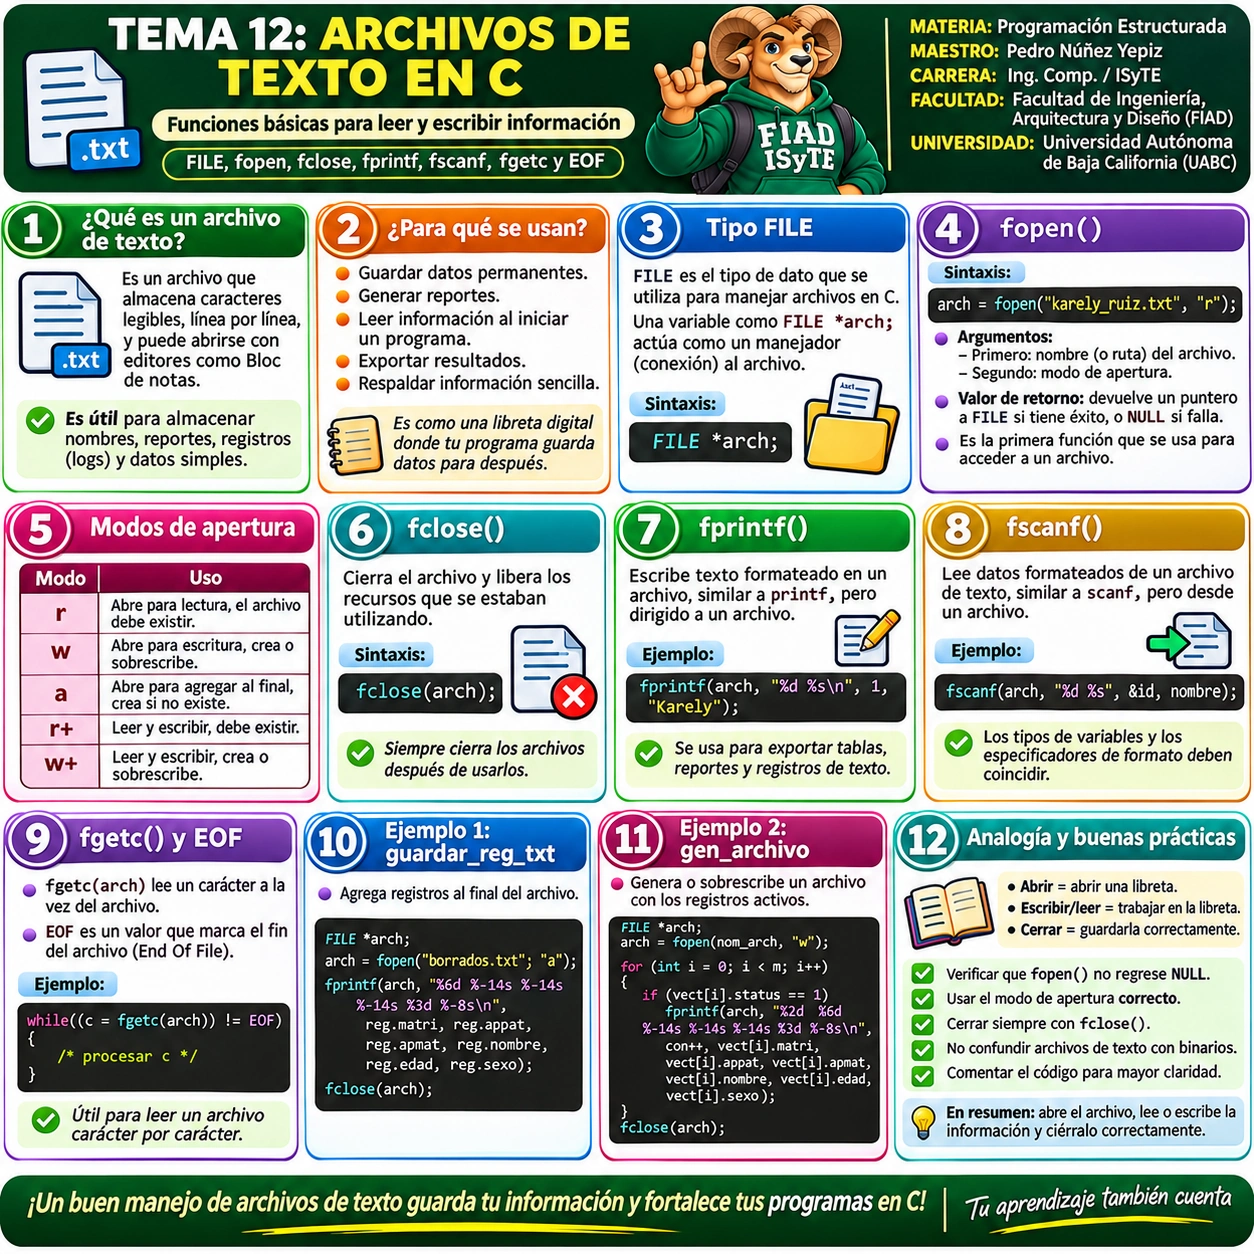 TEMA 12: ARCHIVOS DE
TEXTO EN C
Funciones básicas para leer y escribir información
FILE, fopen, fclose, fprintf, fscanf, fgetc y EOF
.txt
FIAD
ISyTE
MATERIA: Programación Estructurada
MAESTRO: Pedro Núñez Yepiz
CARRERA: Ing. Comp. / ISyTE
FACULTAD: Facultad de Ingeniería,
Arquitectura y Diseño (FIAD)
UNIVERSIDAD: Universidad Autónoma
de Baja California (UABC)
1 ¿Qué es un archivo
de texto?
Es un archivo que
almacena caracteres
legibles, línea por línea,
y puede abrirse con
editores como Bloc
de notas.
.txt
Es útil para almacenar
nombres, reportes, registros
(logs) y datos simples.
2 ¿Para qué se usan?
Guardar datos permanentes.
Generar reportes.
Leer información al iniciar
un programa.
Exportar resultados.
Respaldar información sencilla.
Es como una libreta digital
donde tu programa guarda
datos para después.
3 Tipo FILE
FILE es el tipo de dato que se
utiliza para manejar archivos en C.
Una variable como FILE *arch;
actúa como un manejador
(conexión) al archivo.
Sintaxis:
FILE *arch;
4 fopen()
Sintaxis:
arch = fopen("karely_ruiz.txt", "r");
Argumentos:
– Primero: nombre (o ruta) del archivo.
– Segundo: modo de apertura.
Valor de retorno: devuelve un puntero
a FILE si tiene éxito, o NULL si falla.
Es la primera función que se usa para
acceder a un archivo.
5 Modos de apertura
Modo Uso
r Abre para lectura, el archivo
debe existir.
w Abre para escritura, crea o
sobrescribe.
a Abre para agregar al final,
crea si no existe.
r+ Leer y escribir, debe existir.
w+ Leer y escribir, crea o
sobrescribe.
6 fclose()
Cierra el archivo y libera los
recursos que se estaban
utilizando.
Sintaxis:
fclose(arch);
Siempre cierra los archivos
después de usarlos.
7 fprintf()
Escribe texto formateado en un
archivo, similar a printf, pero
dirigido a un archivo.
Ejemplo:
fprintf(arch, "%d %s\n", 1,
"Karely");
Se usa para exportar tablas,
reportes y registros de texto.
8 fscanf()
Lee datos formateados de un archivo
de texto, similar a scanf, pero desde
un archivo.
Ejemplo:
fscanf(arch, "%d %s", &id, nombre);
Los tipos de variables y los
especificadores de formato deben
coincidir.
9 fgetc() y EOF
fgetc(arch) lee un carácter a la
vez del archivo.
EOF es un valor que marca el fin
del archivo (End Of File).
Ejemplo:
while((c = fgetc(arch)) != EOF)
{
/* procesar c */
}
Útil para leer un archivo
carácter por carácter.
10 Ejemplo 1:
guardar_reg_txt
Agrega registros al final del archivo.
FILE *arch;
arch = fopen("borrados.txt"; "a");
fprintf(arch, "%6d %-14s %-14s
%-14s %3d %-8s\n",
reg.matri, reg.appat,
reg.apmat, reg.nombre,
reg.edad, reg.sexo);
fclose(arch);
11 Ejemplo 2:
gen_archivo
Genera o sobrescribe un archivo
con los registros activos.
FILE *arch;
arch = fopen(nom_arch, "w");
for (int i = 0; i < m; i++)
{
if (vect[i].status == 1)
fprintf(arch, "%2d %6d
%-14s %-14s %-14s %3d %-8s\n",
con++, vect[i].matri,
vect[i].appat, vect[i].apmat,
vect[i].nombre, vect[i].edad,
vect[i].sexo);
}
fclose(arch);
12 Analogía y buenas prácticas
• Abrir = abrir una libreta.
• Escribir/leer = trabajar en la libreta.
• Cerrar = guardarla correctamente.
Verificar que fopen() no regrese NULL.
Usar el modo de apertura correcto.
Cerrar siempre con fclose().
No confundir archivos de texto con binarios.
Comentar el código para mayor claridad.
En resumen: abre el archivo, lee o escribe la
información y ciérralo correctamente.
¡Un buen manejo de archivos de texto guarda tu información y fortalece tus programas en C!
Tu aprendizaje también cuenta